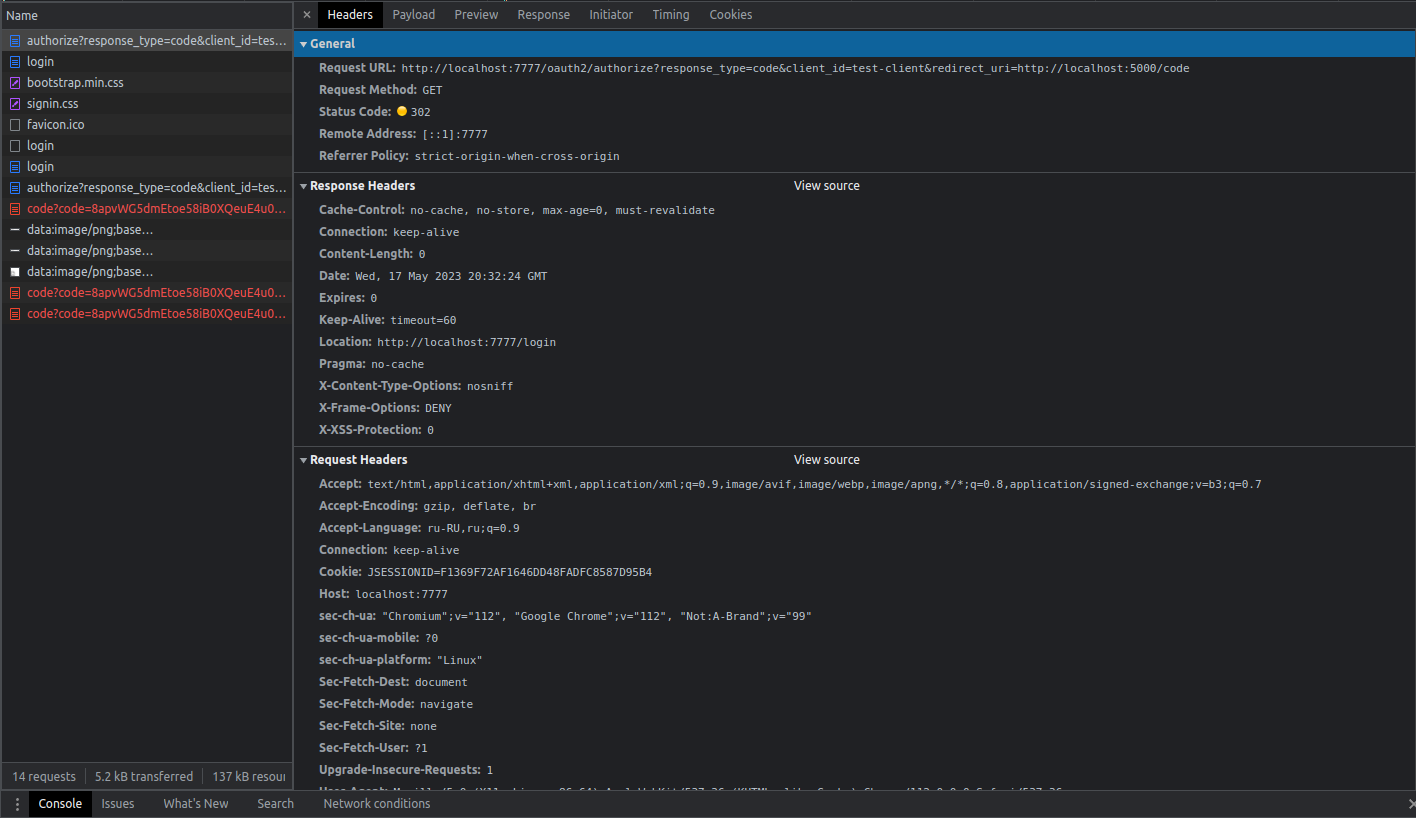 Name
authorize?response_type=code&client_id=tes...
login
bootstrap.min.css
signin.css
favicon.ico
login
login
authorize?response_type=code&client_id=tes...
code?code=8apvWG5dmEtoe58iB0XQeuE4u0...
data:image/png;base...
data:image/png;base...
data:image/png;base...
code?code=8apvWG5dmEtoe58iB0XQeuE4u0...
code?code=8apvWG5dmEtoe58iB0XQeuE4u0...
14 requests 5.2 kB transferred 137 kB resour
× Headers Payload Preview Response Initiator Timing Cookies
General
Request URL: http://localhost:7777/oauth2/authorize?response_type=code&client_id=test-client&redirect_uri=http://localhost:5000/code
Request Method: GET
Status Code: 302
Remote Address: [::1]:7777
Referrer Policy: strict-origin-when-cross-origin
Response Headers View source
Cache-Control: no-cache, no-store, max-age=0, must-revalidate
Connection: keep-alive
Content-Length: 0
Date: Wed, 17 May 2023 20:32:24 GMT
Expires: 0
Keep-Alive: timeout=60
Location: http://localhost:7777/login
Pragma: no-cache
X-Content-Type-Options: nosniff
X-Frame-Options: DENY
X-XSS-Protection: 0
Request Headers View source
Accept: text/html,application/xhtml+xml,application/xml;q=0.9,image/avif,image/webp,image/apng,*/*;q=0.8,application/signed-exchange;v=b3;q=0.7
Accept-Encoding: gzip, deflate, br
Accept-Language: ru-RU,ru;q=0.9
Connection: keep-alive
Cookie: JSESSIONID=F1369F72AF1646DD48FADFC8587D95B4
Host: localhost:7777
sec-ch-ua: "Chromium";v="112", "Google Chrome";v="112", "Not:A-Brand";v="99"
sec-ch-ua-mobile: ?0
sec-ch-ua-platform: "Linux"
Sec-Fetch-Dest: document
Sec-Fetch-Mode: navigate
Sec-Fetch-Site: none
Sec-Fetch-User: ?1
Upgrade-Insecure-Requests: 1
Console Issues What's New Search Network conditions